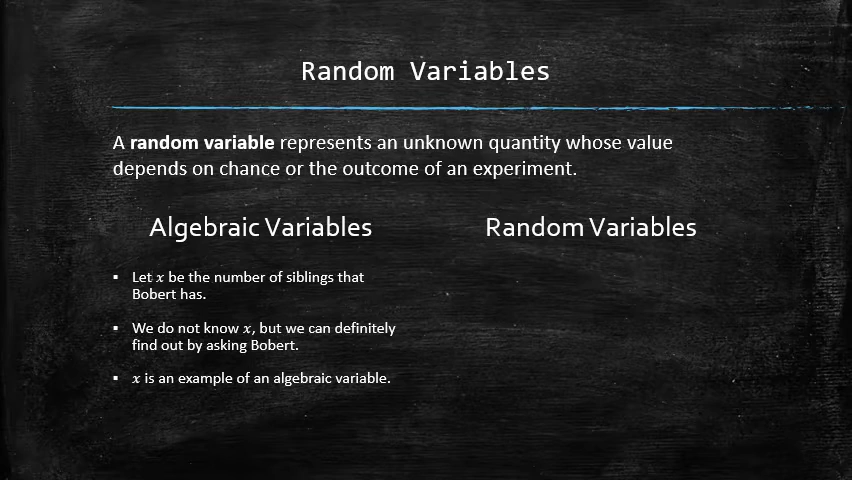 Random Variables
A random variable represents an unknown quantity whose value
depends on chance or the outcome of an experiment.
Algebraic Variables
Random Variables
▪ Let 𝑥 be the number of siblings that
Bobert has.
▪ We do not know 𝑥, but we can definitely
find out by asking Bobert.
▪ 𝑥 is an example of an algebraic variable.